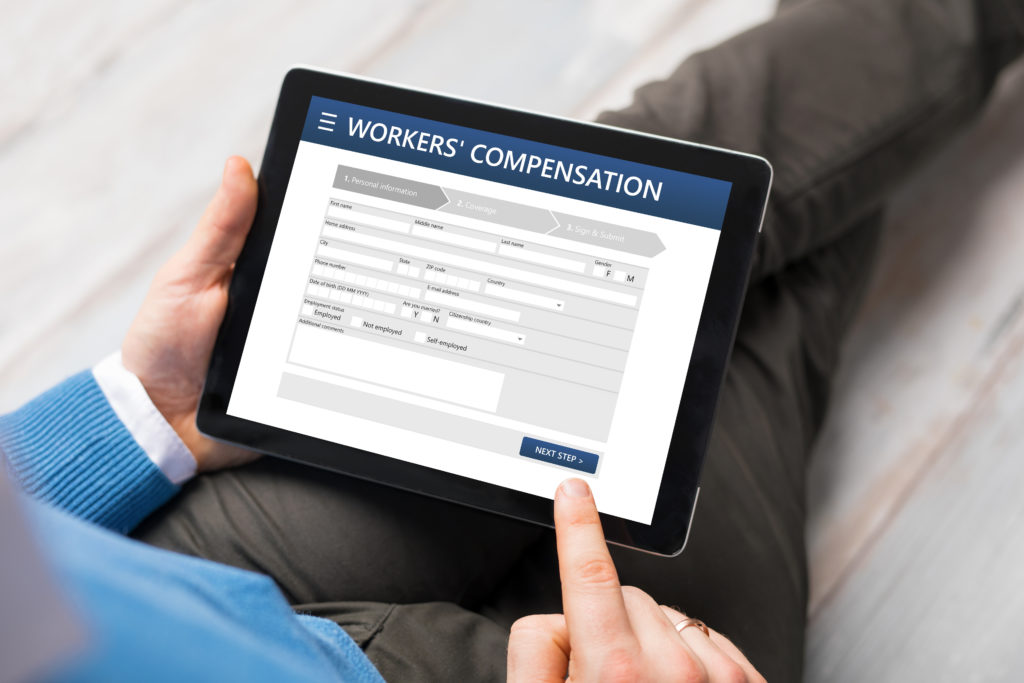 WORKERS' COMPENSATION
1. Personal information
2. Coverage
3. Sign & Submit
First name Middle name Last name Gender
F M
Home address
City State ZIP code Country
Phone number E-mail address
Date of birth (DD MM YYYY) Are you married? Citizenship country
Y N
Employment status
Employed Not employed Self-employed
Additional comments
NEXT STEP >